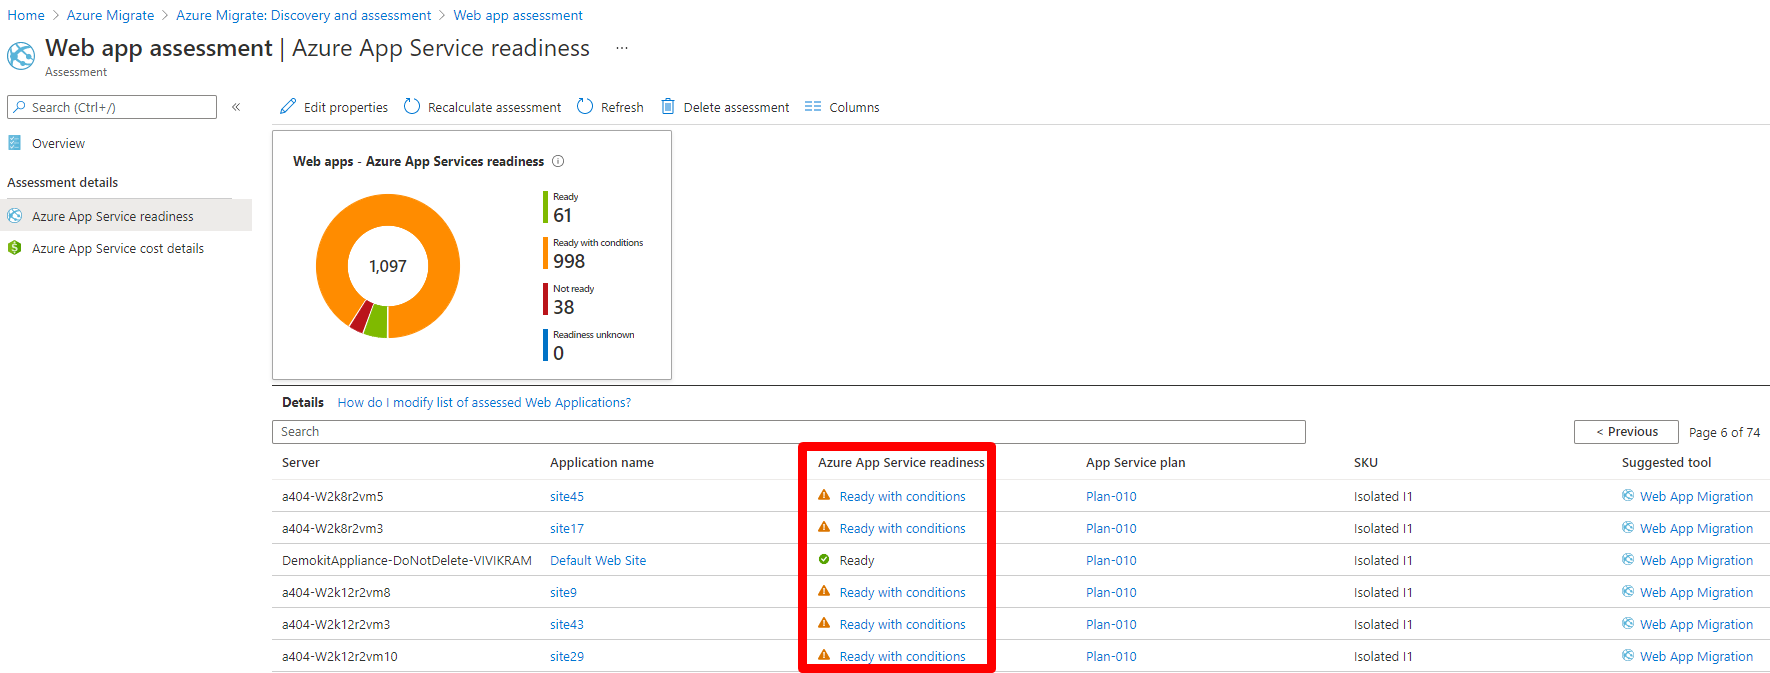 Home > Azure Migrate > Azure Migrate: Discovery and assessment > Web app assessment
Web app assessment | Azure App Service readiness ...
Assessment
Search (Ctrl+/) «
Edit properties Recalculate assessment Refresh Delete assessment Columns
Overview
Assessment details
Azure App Service readiness
Azure App Service cost details
Web apps - Azure App Services readiness
1,097
Ready
61
Ready with conditions
998
Not ready
38
Readiness unknown
0
Details How do I modify list of assessed Web Applications?
Search
< Previous Page 6 of 74
Server Application name Azure App Service readiness App Service plan SKU Suggested tool
a404-W2k8r2vm5 site45 Ready with conditions Plan-010 Isolated I1 Web App Migration
a404-W2k8r2vm3 site17 Ready with conditions Plan-010 Isolated I1 Web App Migration
DemokitAppliance-DoNotDelete-VIVIKRAM Default Web Site Ready Plan-010 Isolated I1 Web App Migration
a404-W2k12r2vm8 site9 Ready with conditions Plan-010 Isolated I1 Web App Migration
a404-W2k12r2vm3 site43 Ready with conditions Plan-010 Isolated I1 Web App Migration
a404-W2k12r2vm10 site29 Ready with conditions Plan-010 Isolated I1 Web App Migration